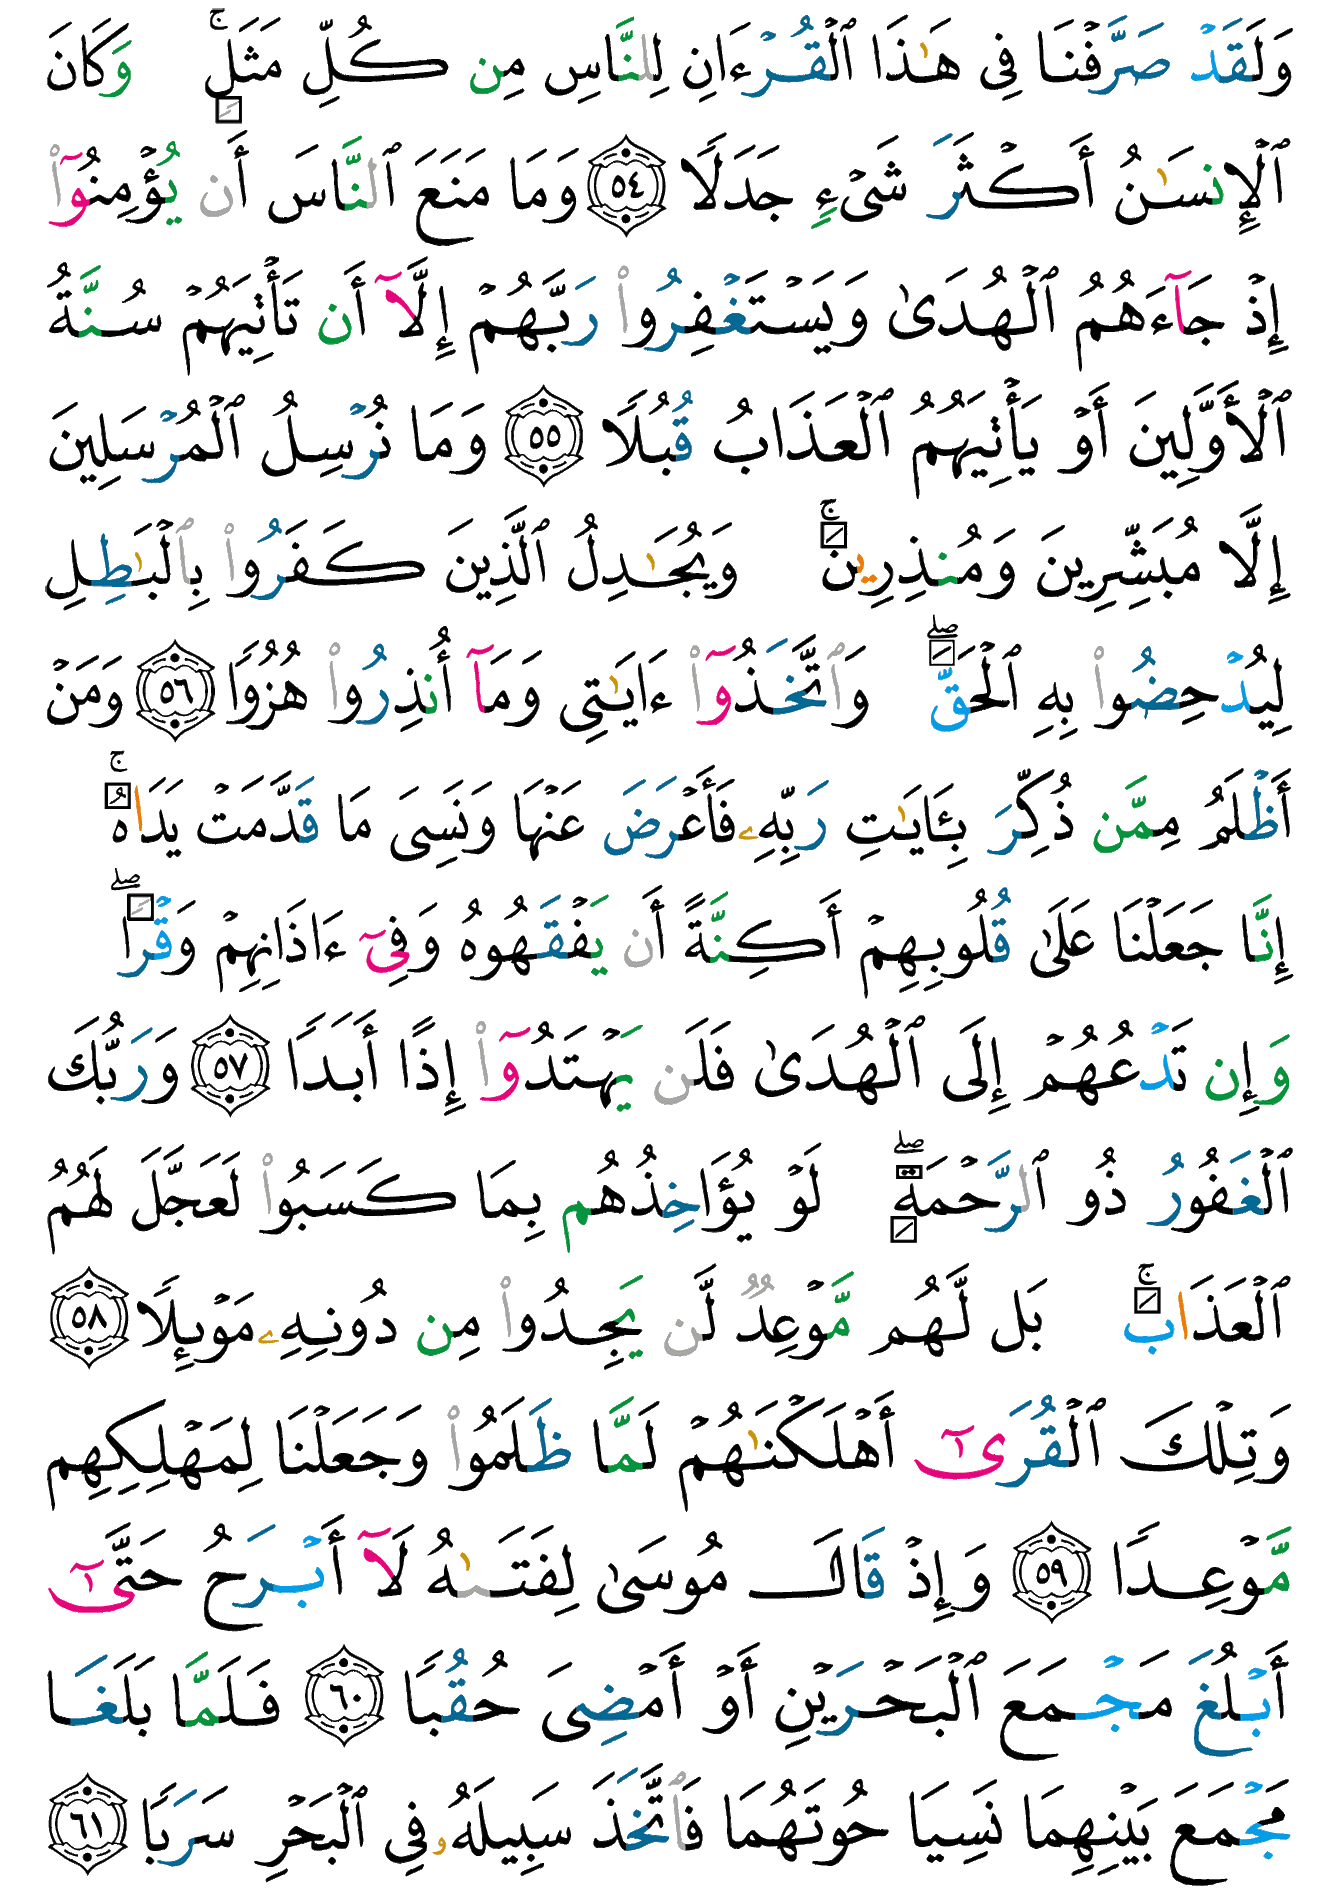 وَلَقَدْ صَرَّفْنَا فِى هَـٰذَا ٱلْقُرْءَانِ لِلنَّاسِ مِن كُلِّ مَثَلٍ ۚ وَكَانَ
ٱلْإِنسَـٰنُ أَكْثَرَ شَىْءٍ جَدَلًا ٥٤ وَمَا مَنَعَ ٱلنَّاسَ أَن يُؤْمِنُوٓا۟
إِذْ جَآءَهُمُ ٱلْهُدَىٰ وَيَسْتَغْفِرُوا۟ رَبَّهُمْ إِلَّآ أَن تَأْتِيَهُمْ سُنَّةُ
ٱلْأَوَّلِينَ أَوْ يَأْتِيَهُمُ ٱلْعَذَابُ قُبُلًا ٥٥ وَمَا نُرْسِلُ ٱلْمُرْسَلِينَ
إِلَّا مُبَشِّرِينَ وَمُنذِرِينَ ۚ وَيُجَـٰدِلُ ٱلَّذِينَ كَفَرُوا۟ بِٱلْبَـٰطِلِ
لِيُدْحِضُوا۟ بِهِ ٱلْحَقَّ ۖ وَٱتَّخَذُوٓا۟ ءَايَـٰتِى وَمَآ أُنذِرُوا۟ هُزُوًا ٥٦ وَمَنْ
أَظْلَمُ مِمَّن ذُكِّرَ بِـَٔايَـٰتِ رَبِّهِۦ فَأَعْرَضَ عَنْهَا وَنَسِىَ مَا قَدَّمَتْ يَدَاهُ ۚ
إِنَّا جَعَلْنَا عَلَىٰ قُلُوبِهِمْ أَكِنَّةً أَن يَفْقَهُوهُ وَفِىٓ ءَاذَانِهِمْ وَقْرًا ۖ
وَإِن تَدْعُهُمْ إِلَى ٱلْهُدَىٰ فَلَن يَهْتَدُوٓا۟ إِذًا أَبَدًا ٥٧ وَرَبُّكَ
ٱلْغَفُورُ ذُو ٱلرَّحْمَةِ ۖ لَوْ يُؤَاخِذُهُم بِمَا كَسَبُوا۟ لَعَجَّلَ لَهُمُ
ٱلْعَذَابَ ۚ بَل لَّهُم مَّوْعِدٌ لَّن يَجِدُوا۟ مِن دُونِهِۦ مَوْئِلًا ٥٨
وَتِلْكَ ٱلْقُرَىٰٓ أَهْلَكْنَـٰهُمْ لَمَّا ظَلَمُوا۟ وَجَعَلْنَا لِمَهْلِكِهِم
مَّوْعِدًا ٥٩ وَإِذْ قَالَ مُوسَىٰ لِفَتَىٰهُ لَآ أَبْرَحُ حَتَّىٰٓ
أَبْلُغَ مَجْمَعَ ٱلْبَحْرَيْنِ أَوْ أَمْضِىَ حُقُبًا ٦٠ فَلَمَّا بَلَغَا
مَجْمَعَ بَيْنِهِمَا نَسِيَا حُوتَهُمَا فَٱتَّخَذَ سَبِيلَهُۥ فِى ٱلْبَحْرِ سَرَبًا ٦١